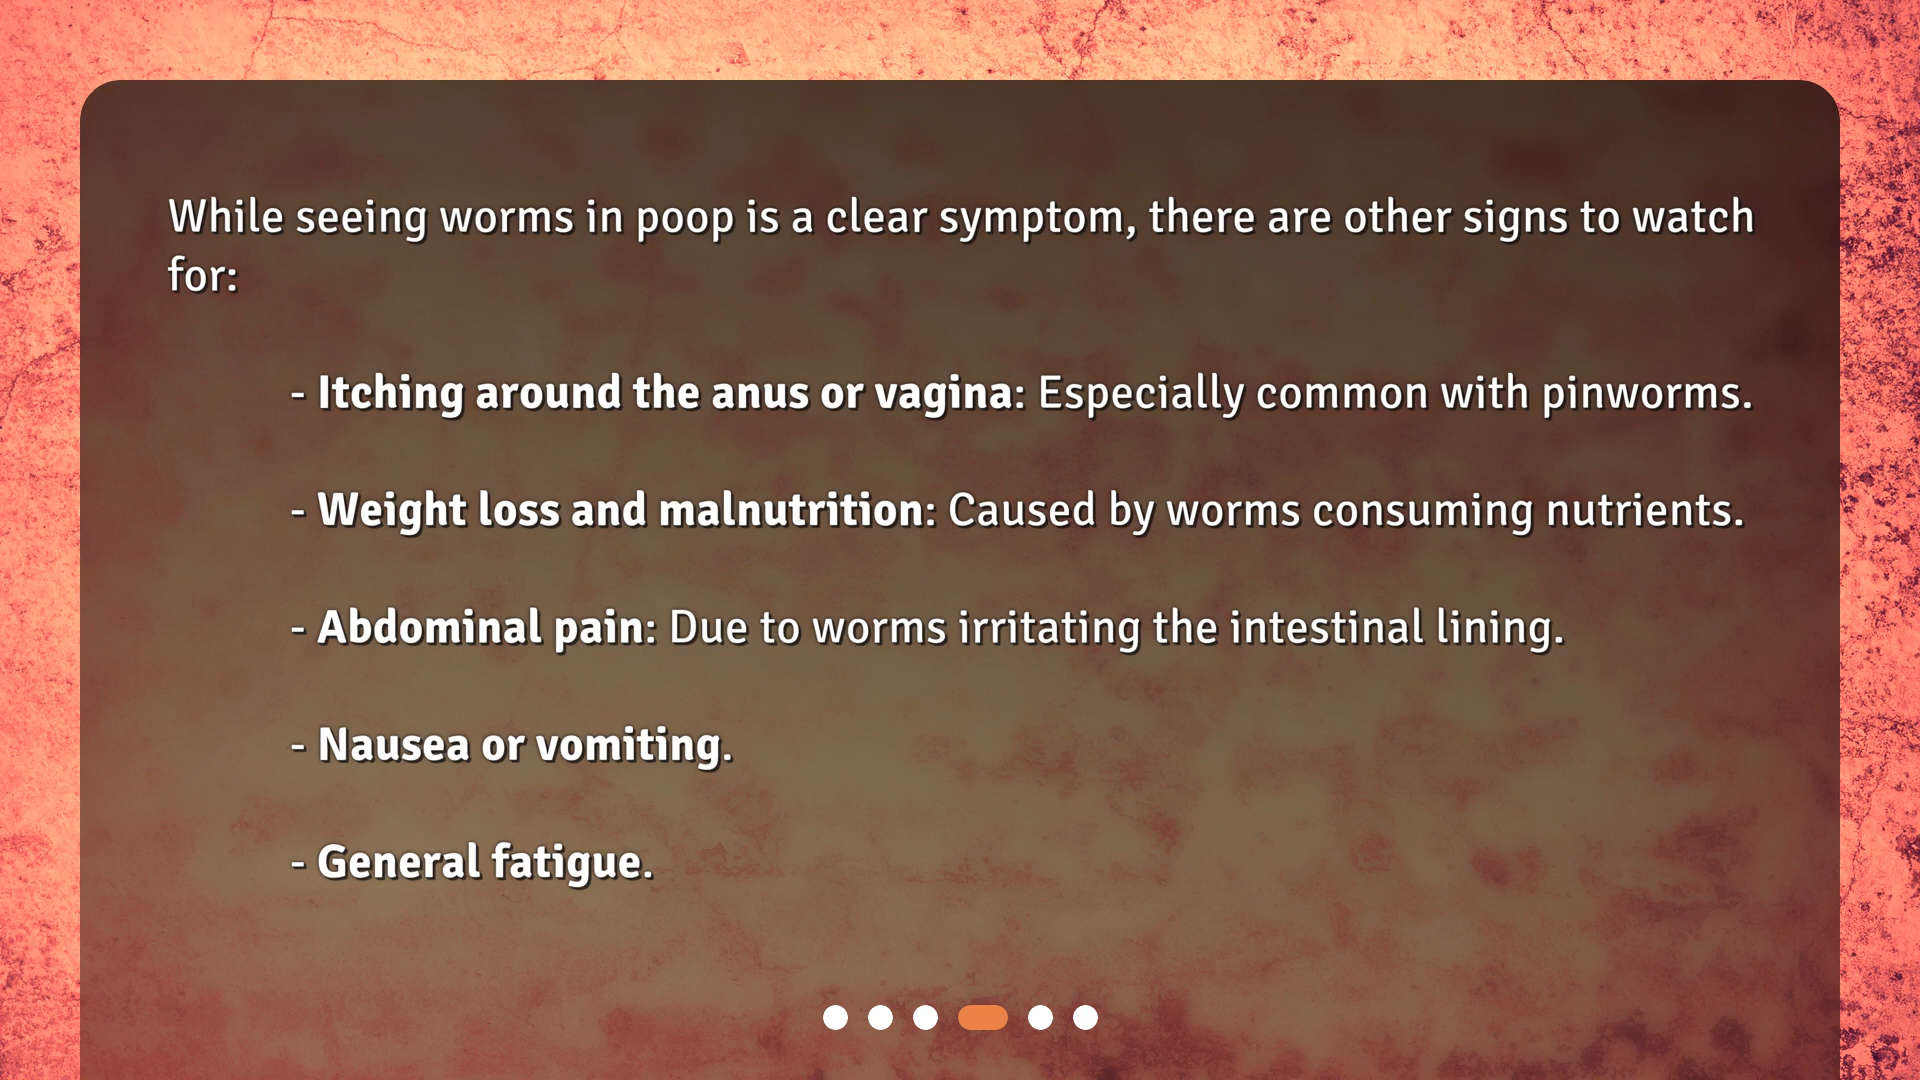 While seeing worms in poop is a clear symptom, there are other signs to watch
for:
- Itching around the anus or vagina: Especially common with pinworms.
- Weight loss and malnutrition: Caused by worms consuming nutrients.
- Abdominal pain: Due to worms irritating the intestinal lining.
- Nausea or vomiting.
- General fatigue.